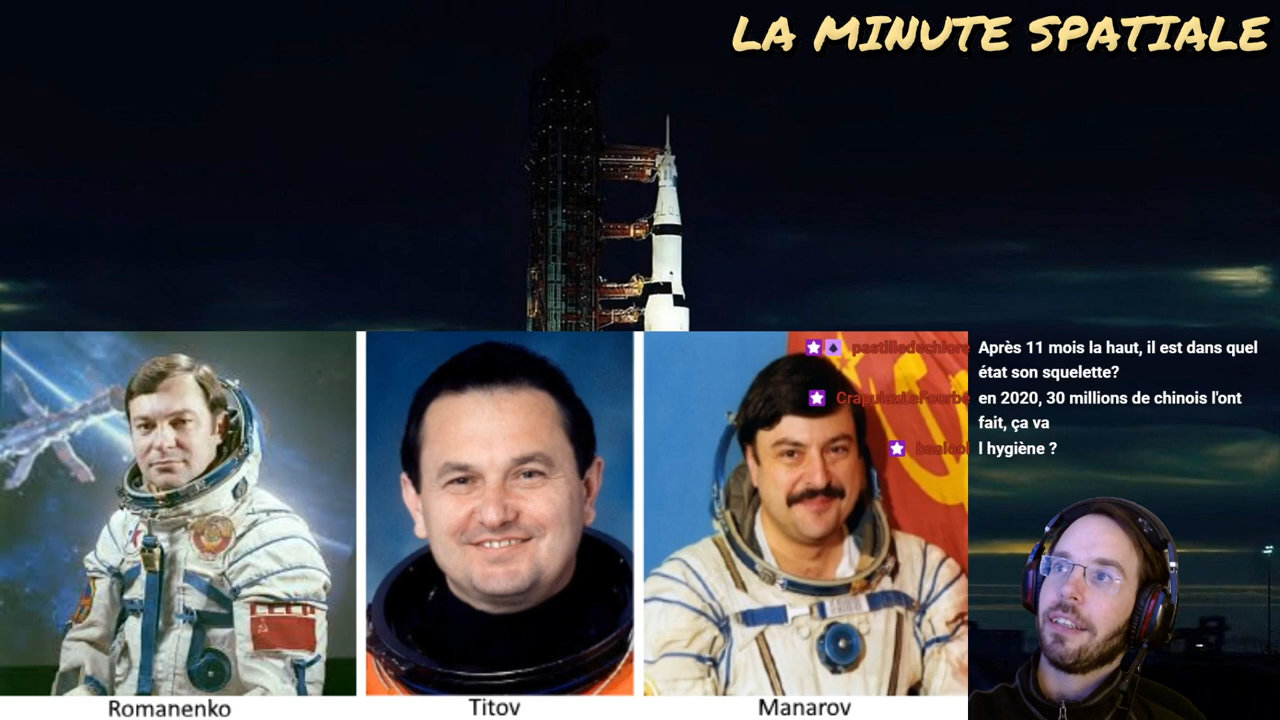 LA MINUTE SPATIALE
pastilledechlore Après 11 mois la haut, il est dans quel
état son squelette?
en 2020, 30 millions de chinois l'ont
fait, ça va
l hygiène ?
Romanenko
Titov
Manarov